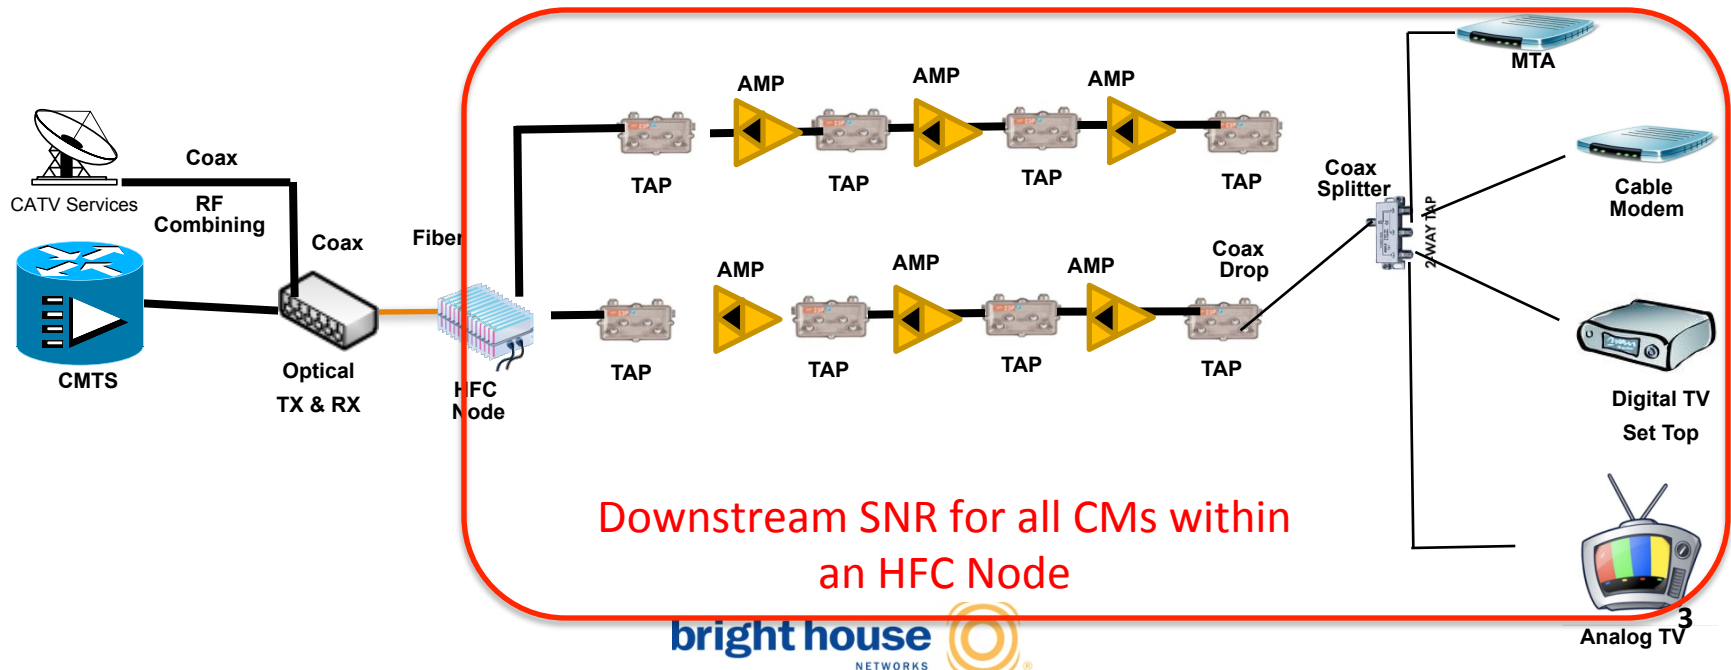 CATV Services
Coax
RF
Combining
CMTS
Coax
Optical
TX & RX
Fiber
HFC
Node
AMP
AMP
AMP
TAP
TAP
TAP
TAP
AMP
AMP
AMP
TAP
TAP
TAP
TAP
Coax
Drop
Coax
Splitter
2-WAY TAP
MTA
Cable
Modem
Digital TV
Set Top
Analog TV
Downstream SNR for all CMs within
an HFC Node
bright house
NETWORKS
3